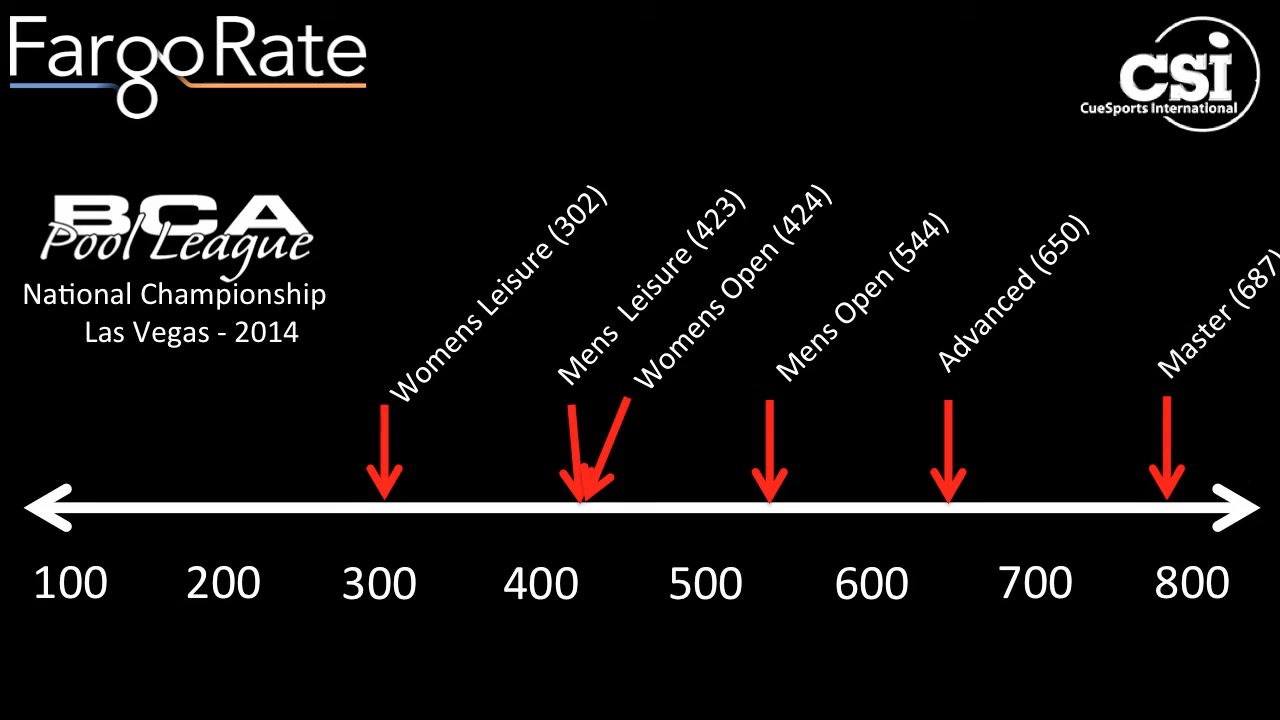 FargoRate
CSI
CueSports International
BCA
Pool League
National Championship
Las Vegas - 2014
Womens Leisure (302)
Mens Leisure (423)
Womens Open (424)
Mens Open (544)
Advanced (650)
Master (687)
100 200 300 400 500 600 700 800